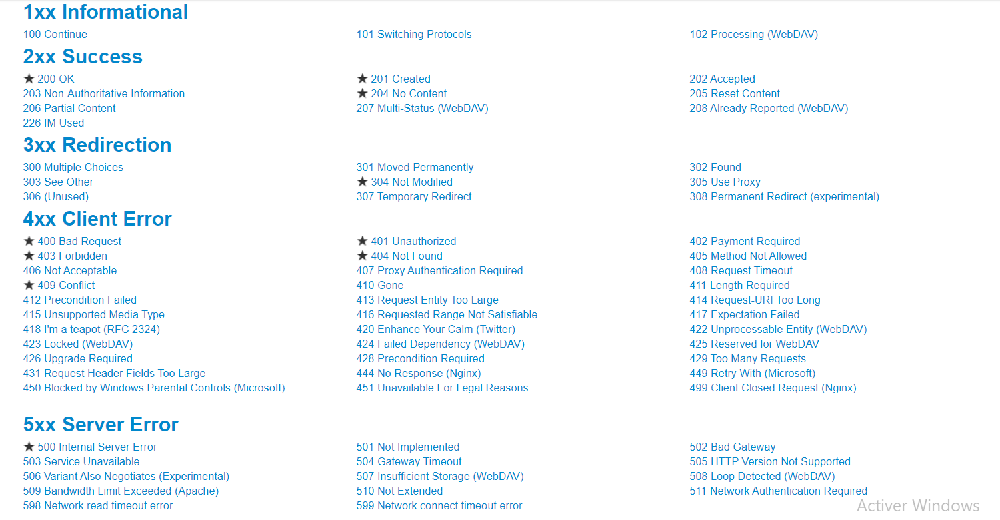 1xx Informational
100 Continue 101 Switching Protocols 102 Processing (WebDAV)
2xx Success
★ 200 OK ★ 201 Created 202 Accepted
203 Non-Authoritative Information ★ 204 No Content 205 Reset Content
206 Partial Content 207 Multi-Status (WebDAV) 208 Already Reported (WebDAV)
226 IM Used
3xx Redirection
300 Multiple Choices 301 Moved Permanently 302 Found
303 See Other ★ 304 Not Modified 305 Use Proxy
306 (Unused) 307 Temporary Redirect 308 Permanent Redirect (experimental)
4xx Client Error
★ 400 Bad Request ★ 401 Unauthorized 402 Payment Required
★ 403 Forbidden ★ 404 Not Found 405 Method Not Allowed
406 Not Acceptable 407 Proxy Authentication Required 408 Request Timeout
★ 409 Conflict 410 Gone 411 Length Required
412 Precondition Failed 413 Request Entity Too Large 414 Request-URI Too Long
415 Unsupported Media Type 416 Requested Range Not Satisfiable 417 Expectation Failed
418 I'm a teapot (RFC 2324) 420 Enhance Your Calm (Twitter) 422 Unprocessable Entity (WebDAV)
423 Locked (WebDAV) 424 Failed Dependency (WebDAV) 425 Reserved for WebDAV
426 Upgrade Required 428 Precondition Required 429 Too Many Requests
431 Request Header Fields Too Large 444 No Response (Nginx) 449 Retry With (Microsoft)
450 Blocked by Windows Parental Controls (Microsoft) 451 Unavailable For Legal Reasons 499 Client Closed Request (Nginx)
5xx Server Error
★ 500 Internal Server Error 501 Not Implemented 502 Bad Gateway
503 Service Unavailable 504 Gateway Timeout 505 HTTP Version Not Supported
506 Variant Also Negotiates (Experimental) 507 Insufficient Storage (WebDAV) 508 Loop Detected (WebDAV)
509 Bandwidth Limit Exceeded (Apache) 510 Not Extended 511 Network Authentication Required
598 Network read timeout error 599 Network connect timeout error
Activer Windows